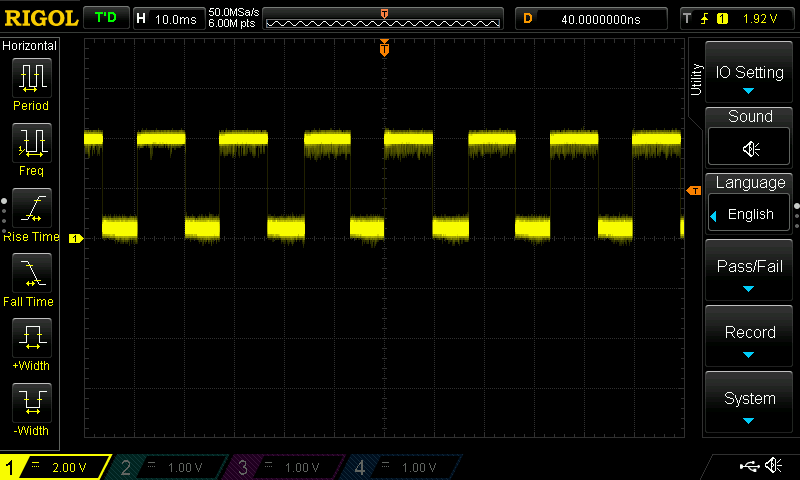 RIGOL T'D H 10.0ms 50.0MSa/s 6.00M pts D 40.0000000ns T 1 1.92 V
T
Horizontal
Period
Freq
Rise Time
Fall Time
+Width
-Width
T
1
Utility
IO Setting
Sound
Language
English
Pass/Fail
Record
System
1 2.00 V 2 1.00 V 3 1.00 V 4 1.00 V